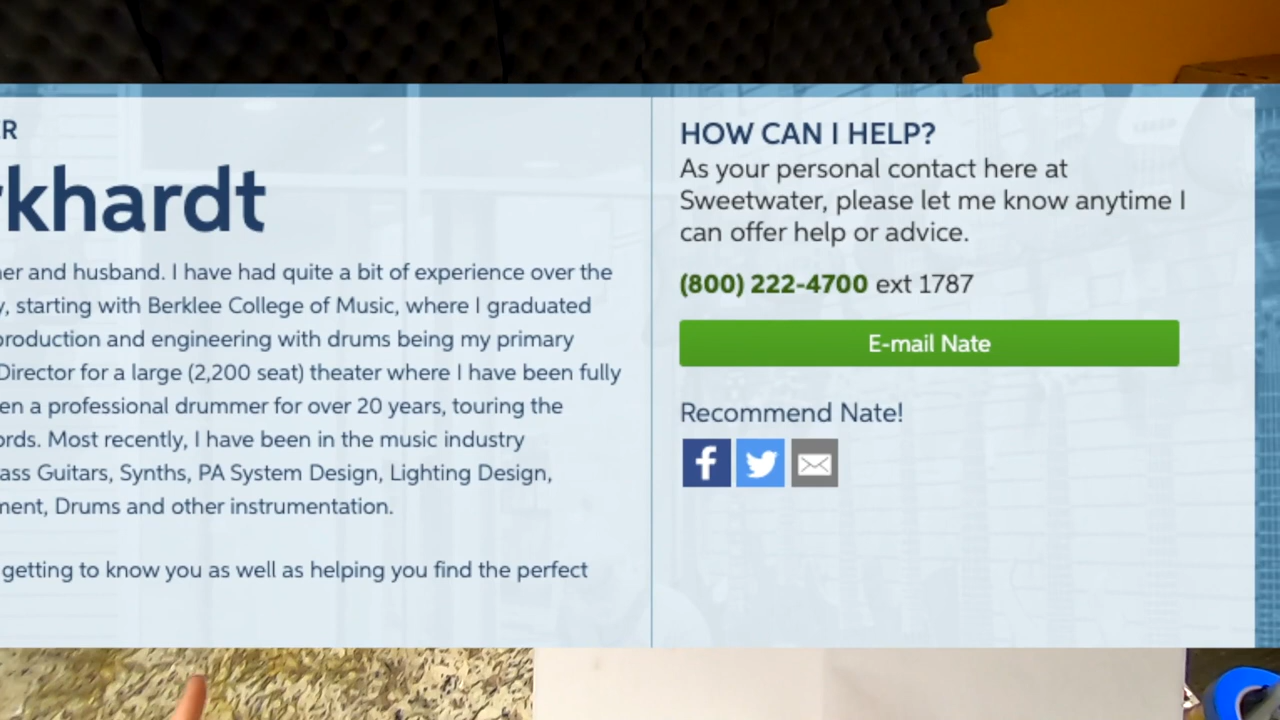 ER
rkhardt
er and husband. I have had quite a bit of experience over the
y, starting with Berklee College of Music, where I graduated
production and engineering with drums being my primary
Director for a large (2,200 seat) theater where I have been fully
en a professional drummer for over 20 years, touring the
ords. Most recently, I have been in the music industry
ass Guitars, Synths, PA System Design, Lighting Design,
ment, Drums and other instrumentation.
getting to know you as well as helping you find the perfect
HOW CAN I HELP?
As your personal contact here at
Sweetwater, please let me know anytime I
can offer help or advice.
(800) 222-4700 ext 1787
E-mail Nate
Recommend Nate!